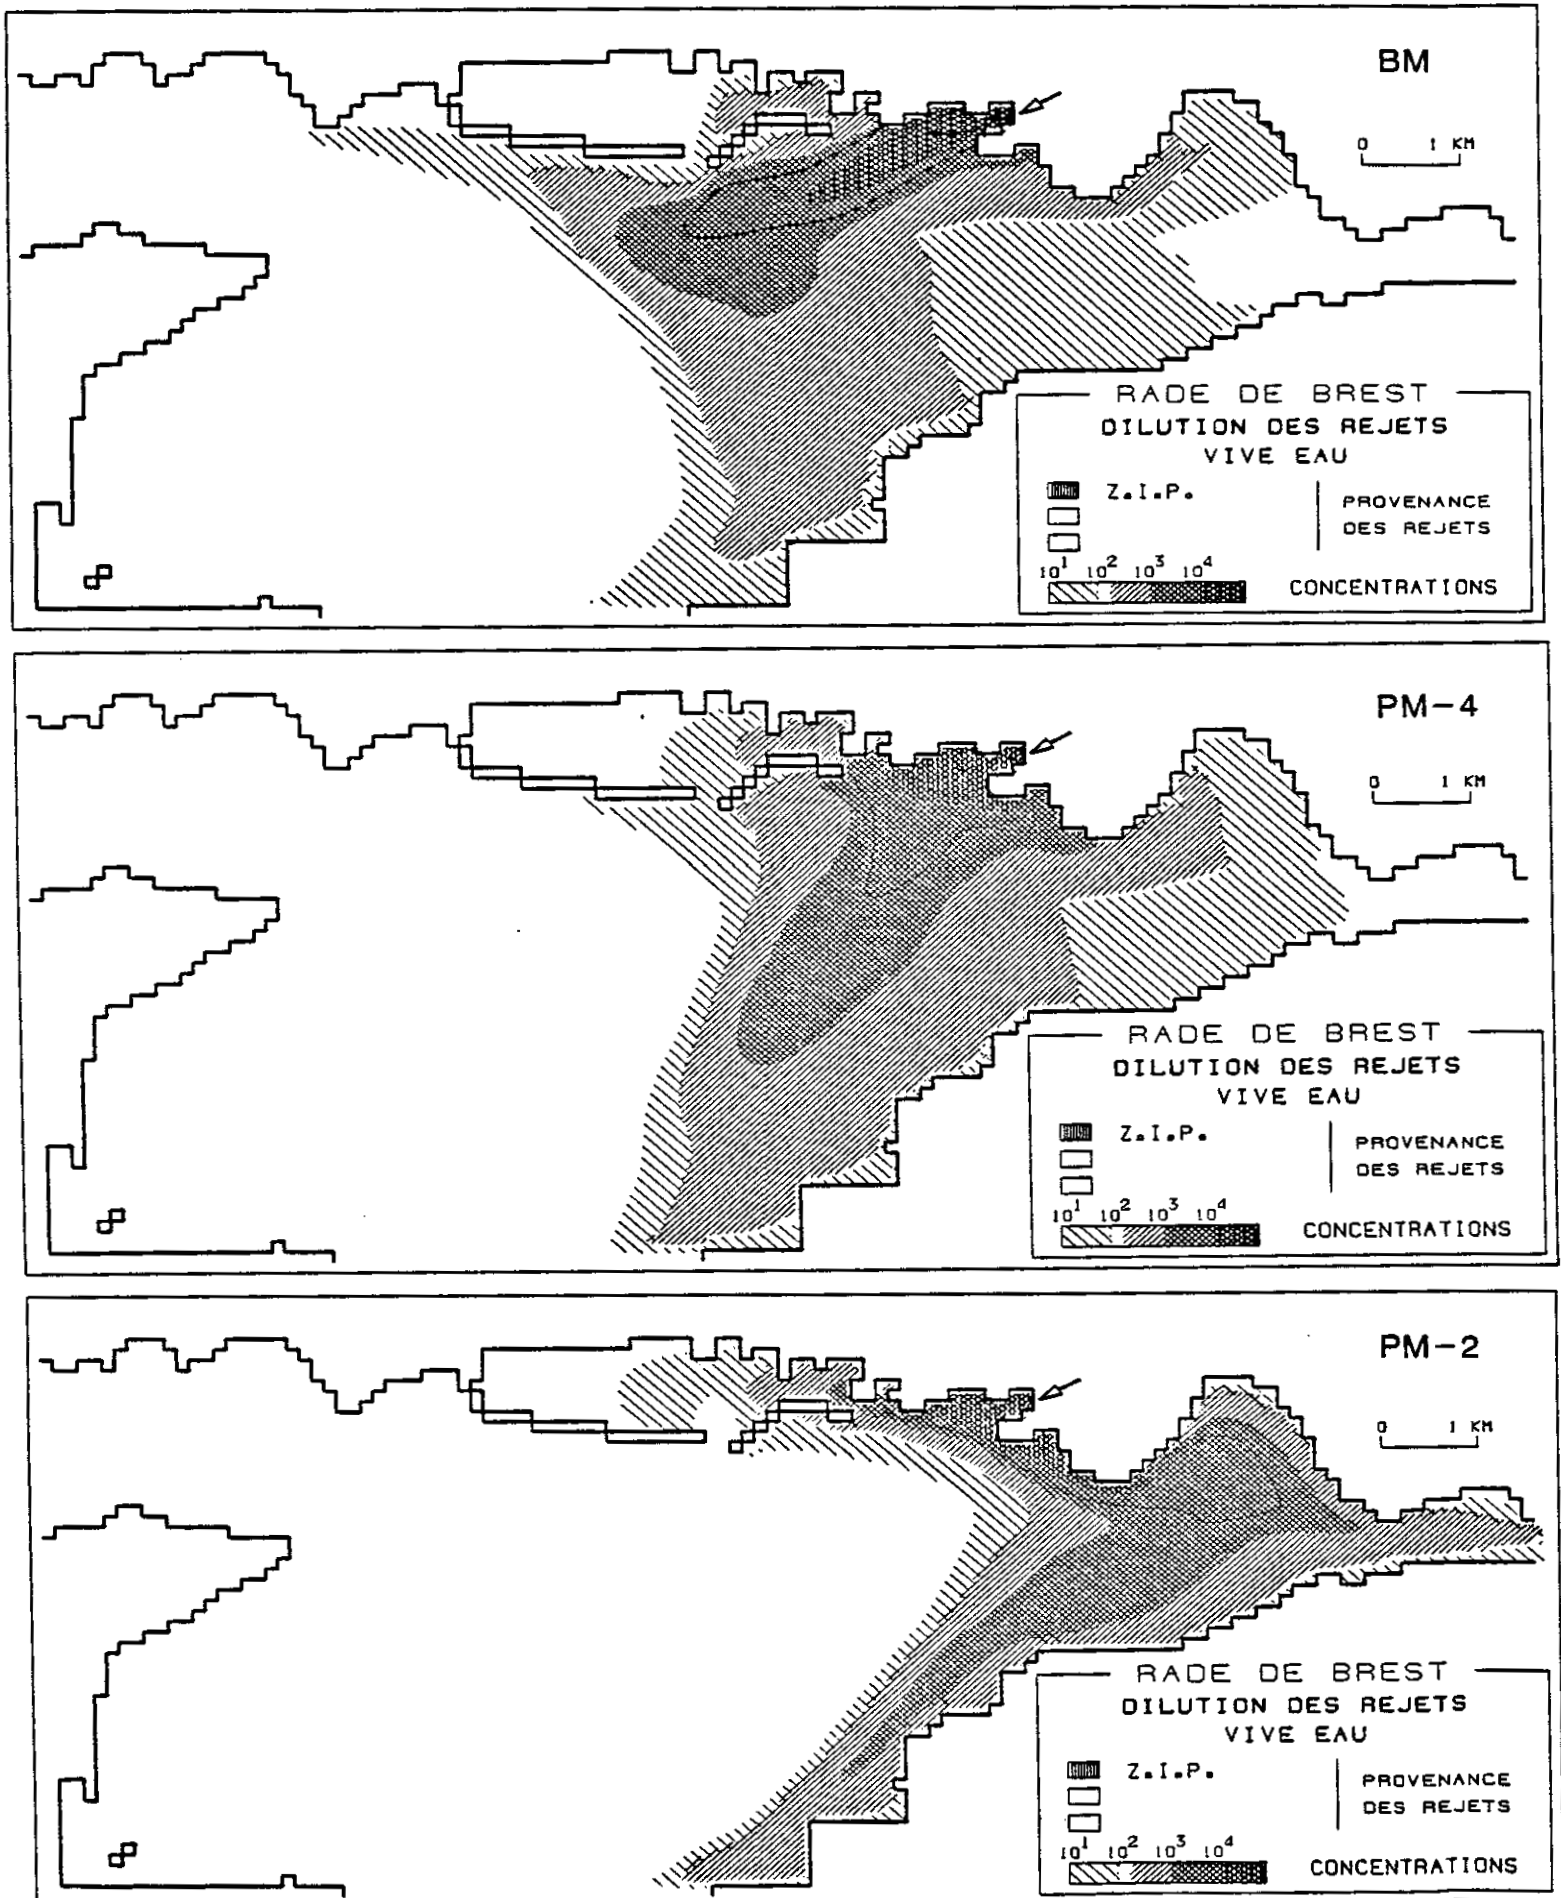 BM
0 1 KM
RADE DE BREST
DILUTION DES REJETS
VIVE EAU
Z.I.P.
PROVENANCE
DES REJETS
10¹ 10² 10³ 10⁴
CONCENTRATIONS
PM-4
0 1 KM
RADE DE BREST
DILUTION DES REJETS
VIVE EAU
Z.I.P.
PROVENANCE
DES REJETS
10¹ 10² 10³ 10⁴
CONCENTRATIONS
PM-2
0 1 KM
RADE DE BREST
DILUTION DES REJETS
VIVE EAU
Z.I.P.
PROVENANCE
DES REJETS
10¹ 10² 10³ 10⁴
CONCENTRATIONS